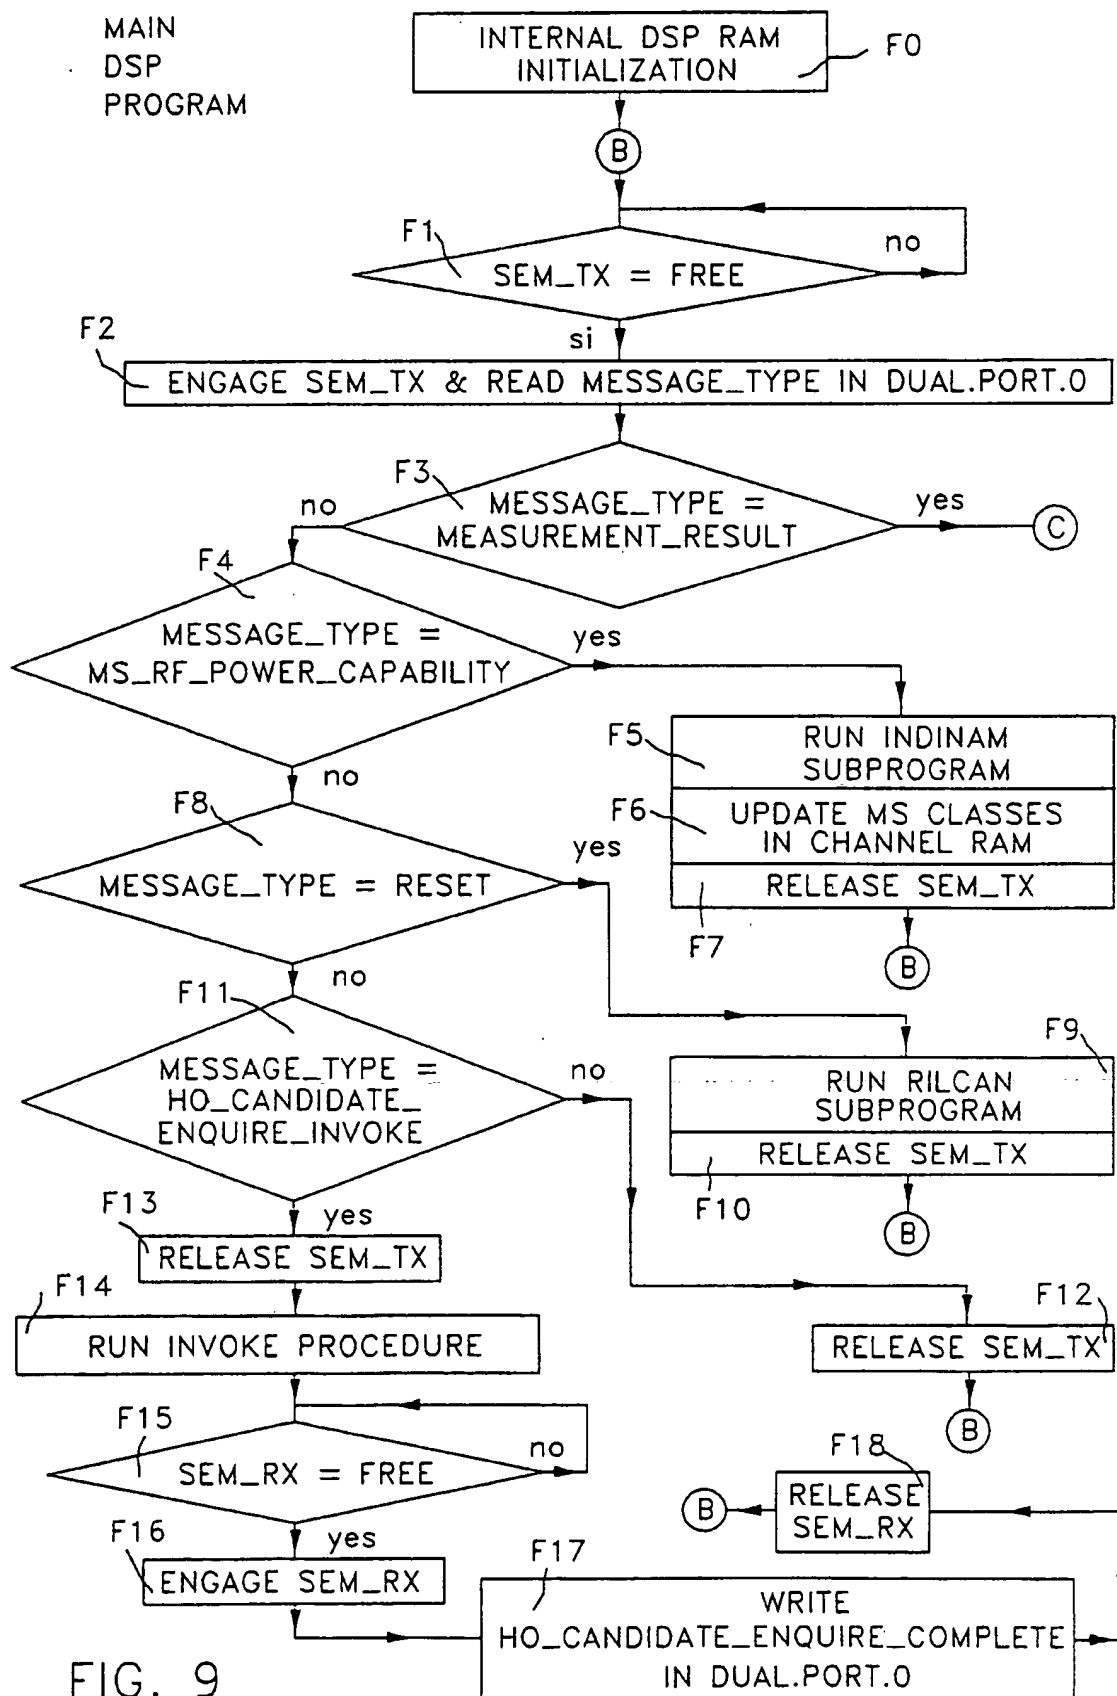 MAIN
DSP
PROGRAM
INTERNAL DSP RAM
INITIALIZATION
F0
B
F1
SEM_TX = FREE
no
si
F2
ENGAGE SEM_TX & READ MESSAGE_TYPE IN DUAL.PORT.0
F3
MESSAGE_TYPE =
MEASUREMENT_RESULT
no
yes
C
F4
MESSAGE_TYPE =
MS_RF_POWER_CAPABILITY
yes
no
F5
RUN INDINAM
SUBPROGRAM
F6
UPDATE MS CLASSES
IN CHANNEL RAM
RELEASE SEM_TX
F7
B
F8
MESSAGE_TYPE = RESET
yes
no
F9
RUN RILCAN
SUBPROGRAM
RELEASE SEM_TX
F10
B
F11
MESSAGE_TYPE =
HO_CANDIDATE_
ENQUIRE_INVOKE
no
yes
F12
RELEASE SEM_TX
B
F13
RELEASE SEM_TX
F14
RUN INVOKE PROCEDURE
F15
SEM_RX = FREE
no
yes
F16
ENGAGE SEM_RX
F17
WRITE
HO_CANDIDATE_ENQUIRE_COMPLETE
IN DUAL.PORT.0
F18
RELEASE
SEM_RX
B
FIG. 9